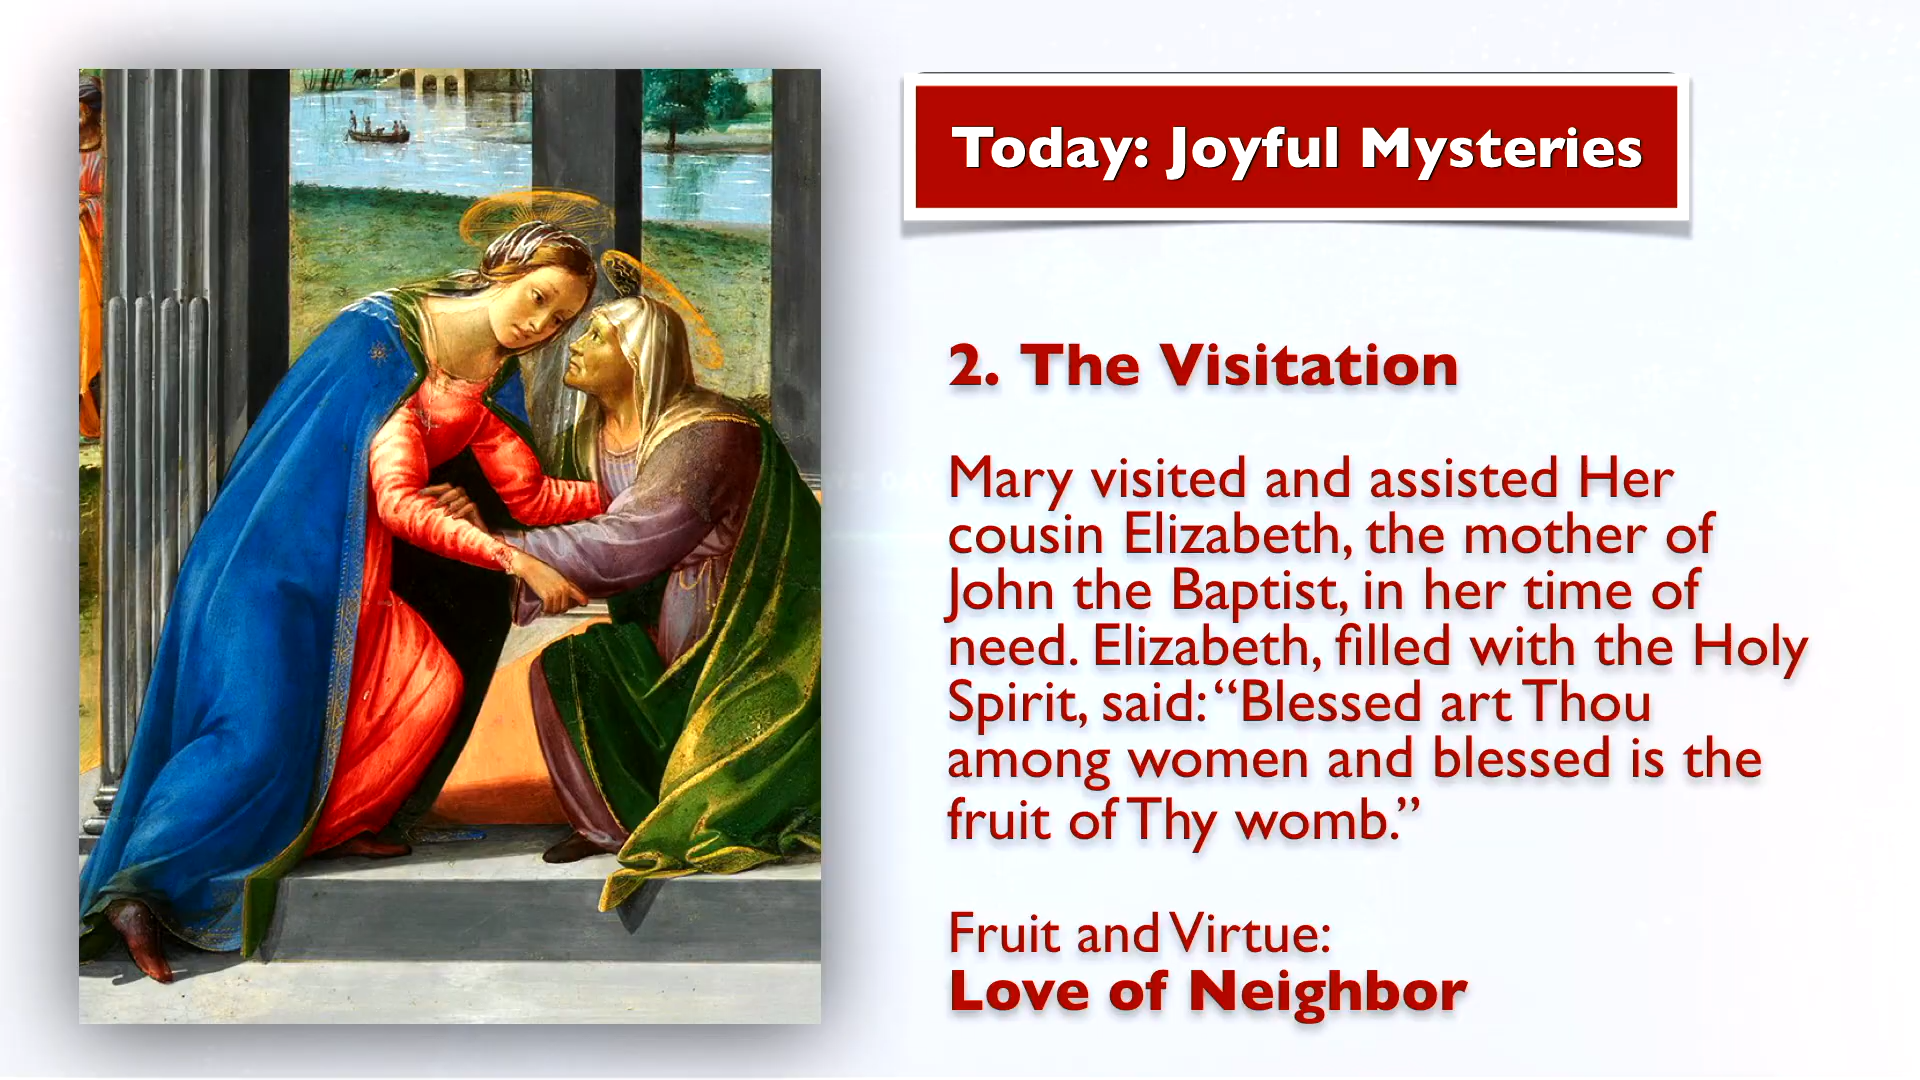 Today: Joyful Mysteries
2. The Visitation
Mary visited and assisted Her
cousin Elizabeth, the mother of
John the Baptist, in her time of
need. Elizabeth, filled with the Holy
Spirit, said: “Blessed art Thou
among women and blessed is the
fruit of Thy womb.”
Fruit and Virtue:
Love of Neighbor